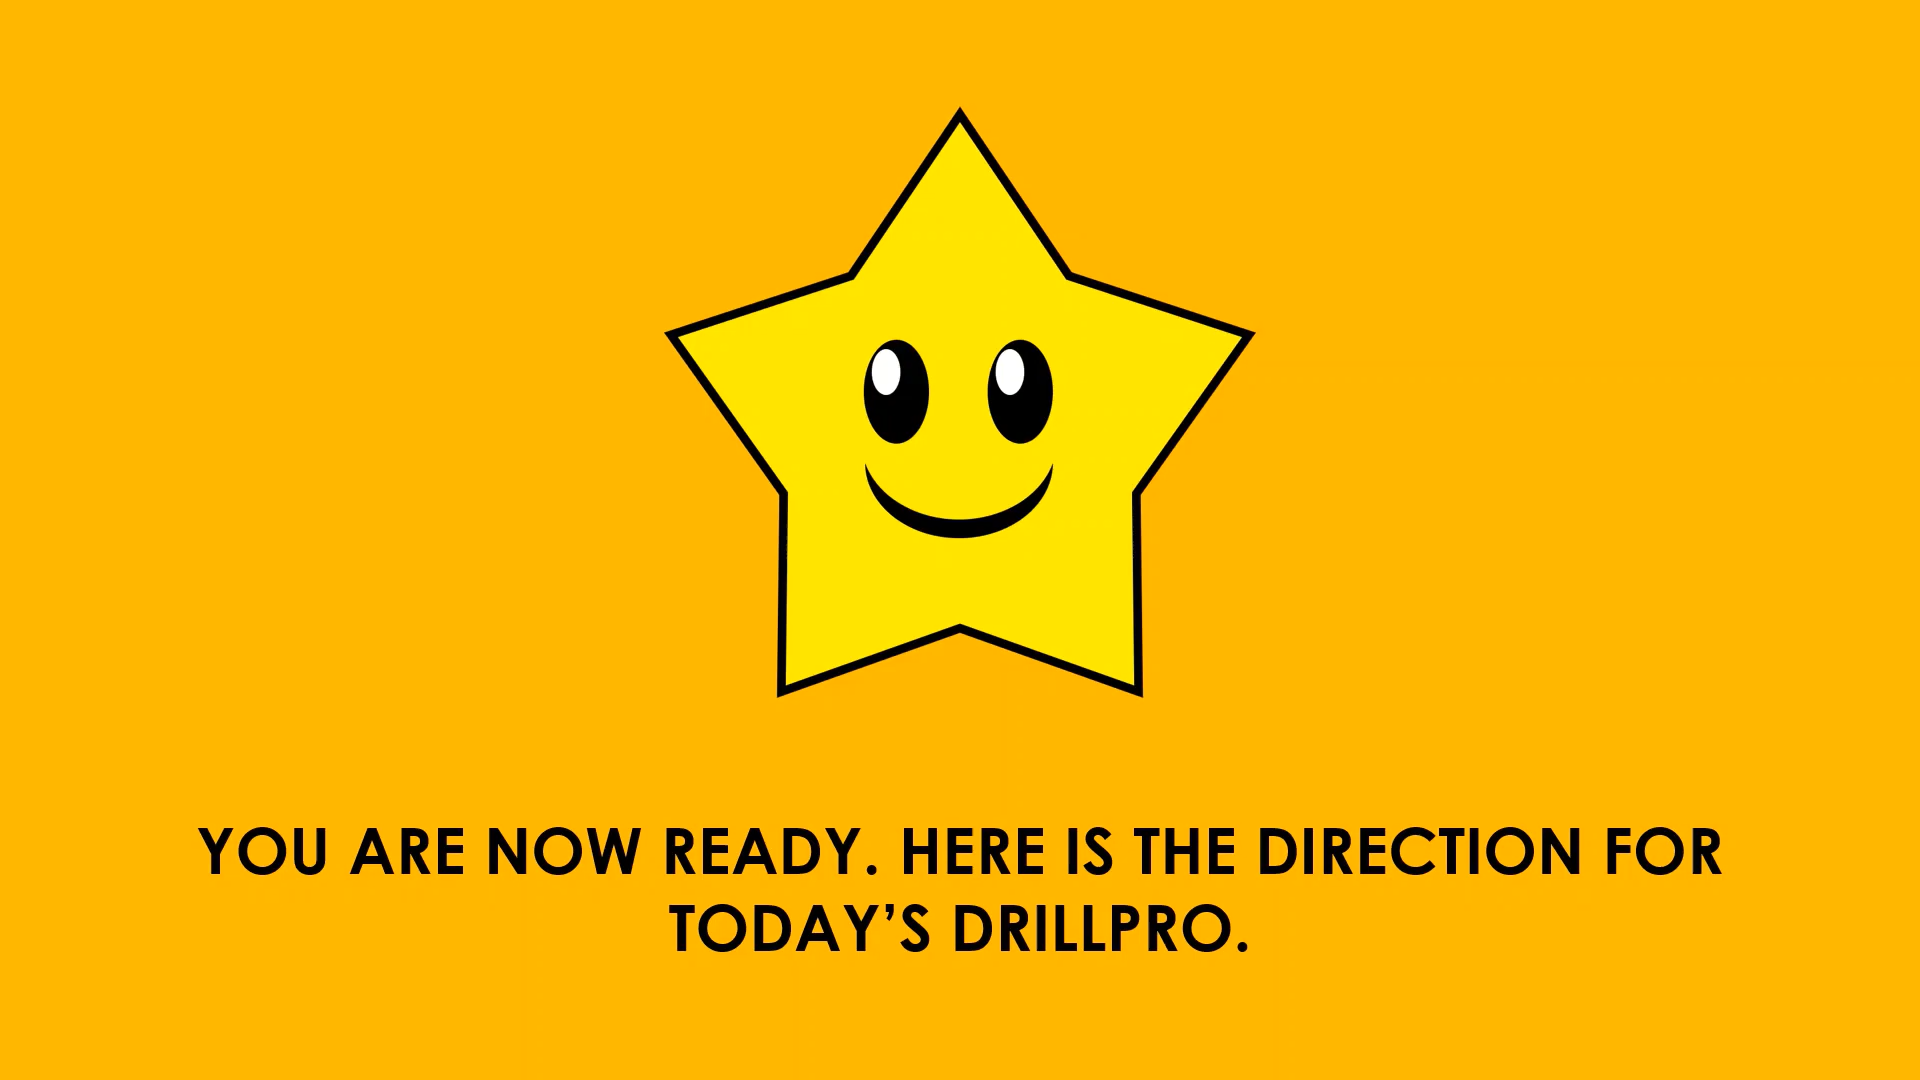 YOU ARE NOW READY. HERE IS THE DIRECTION FOR
TODAY’S DRILLPRO.